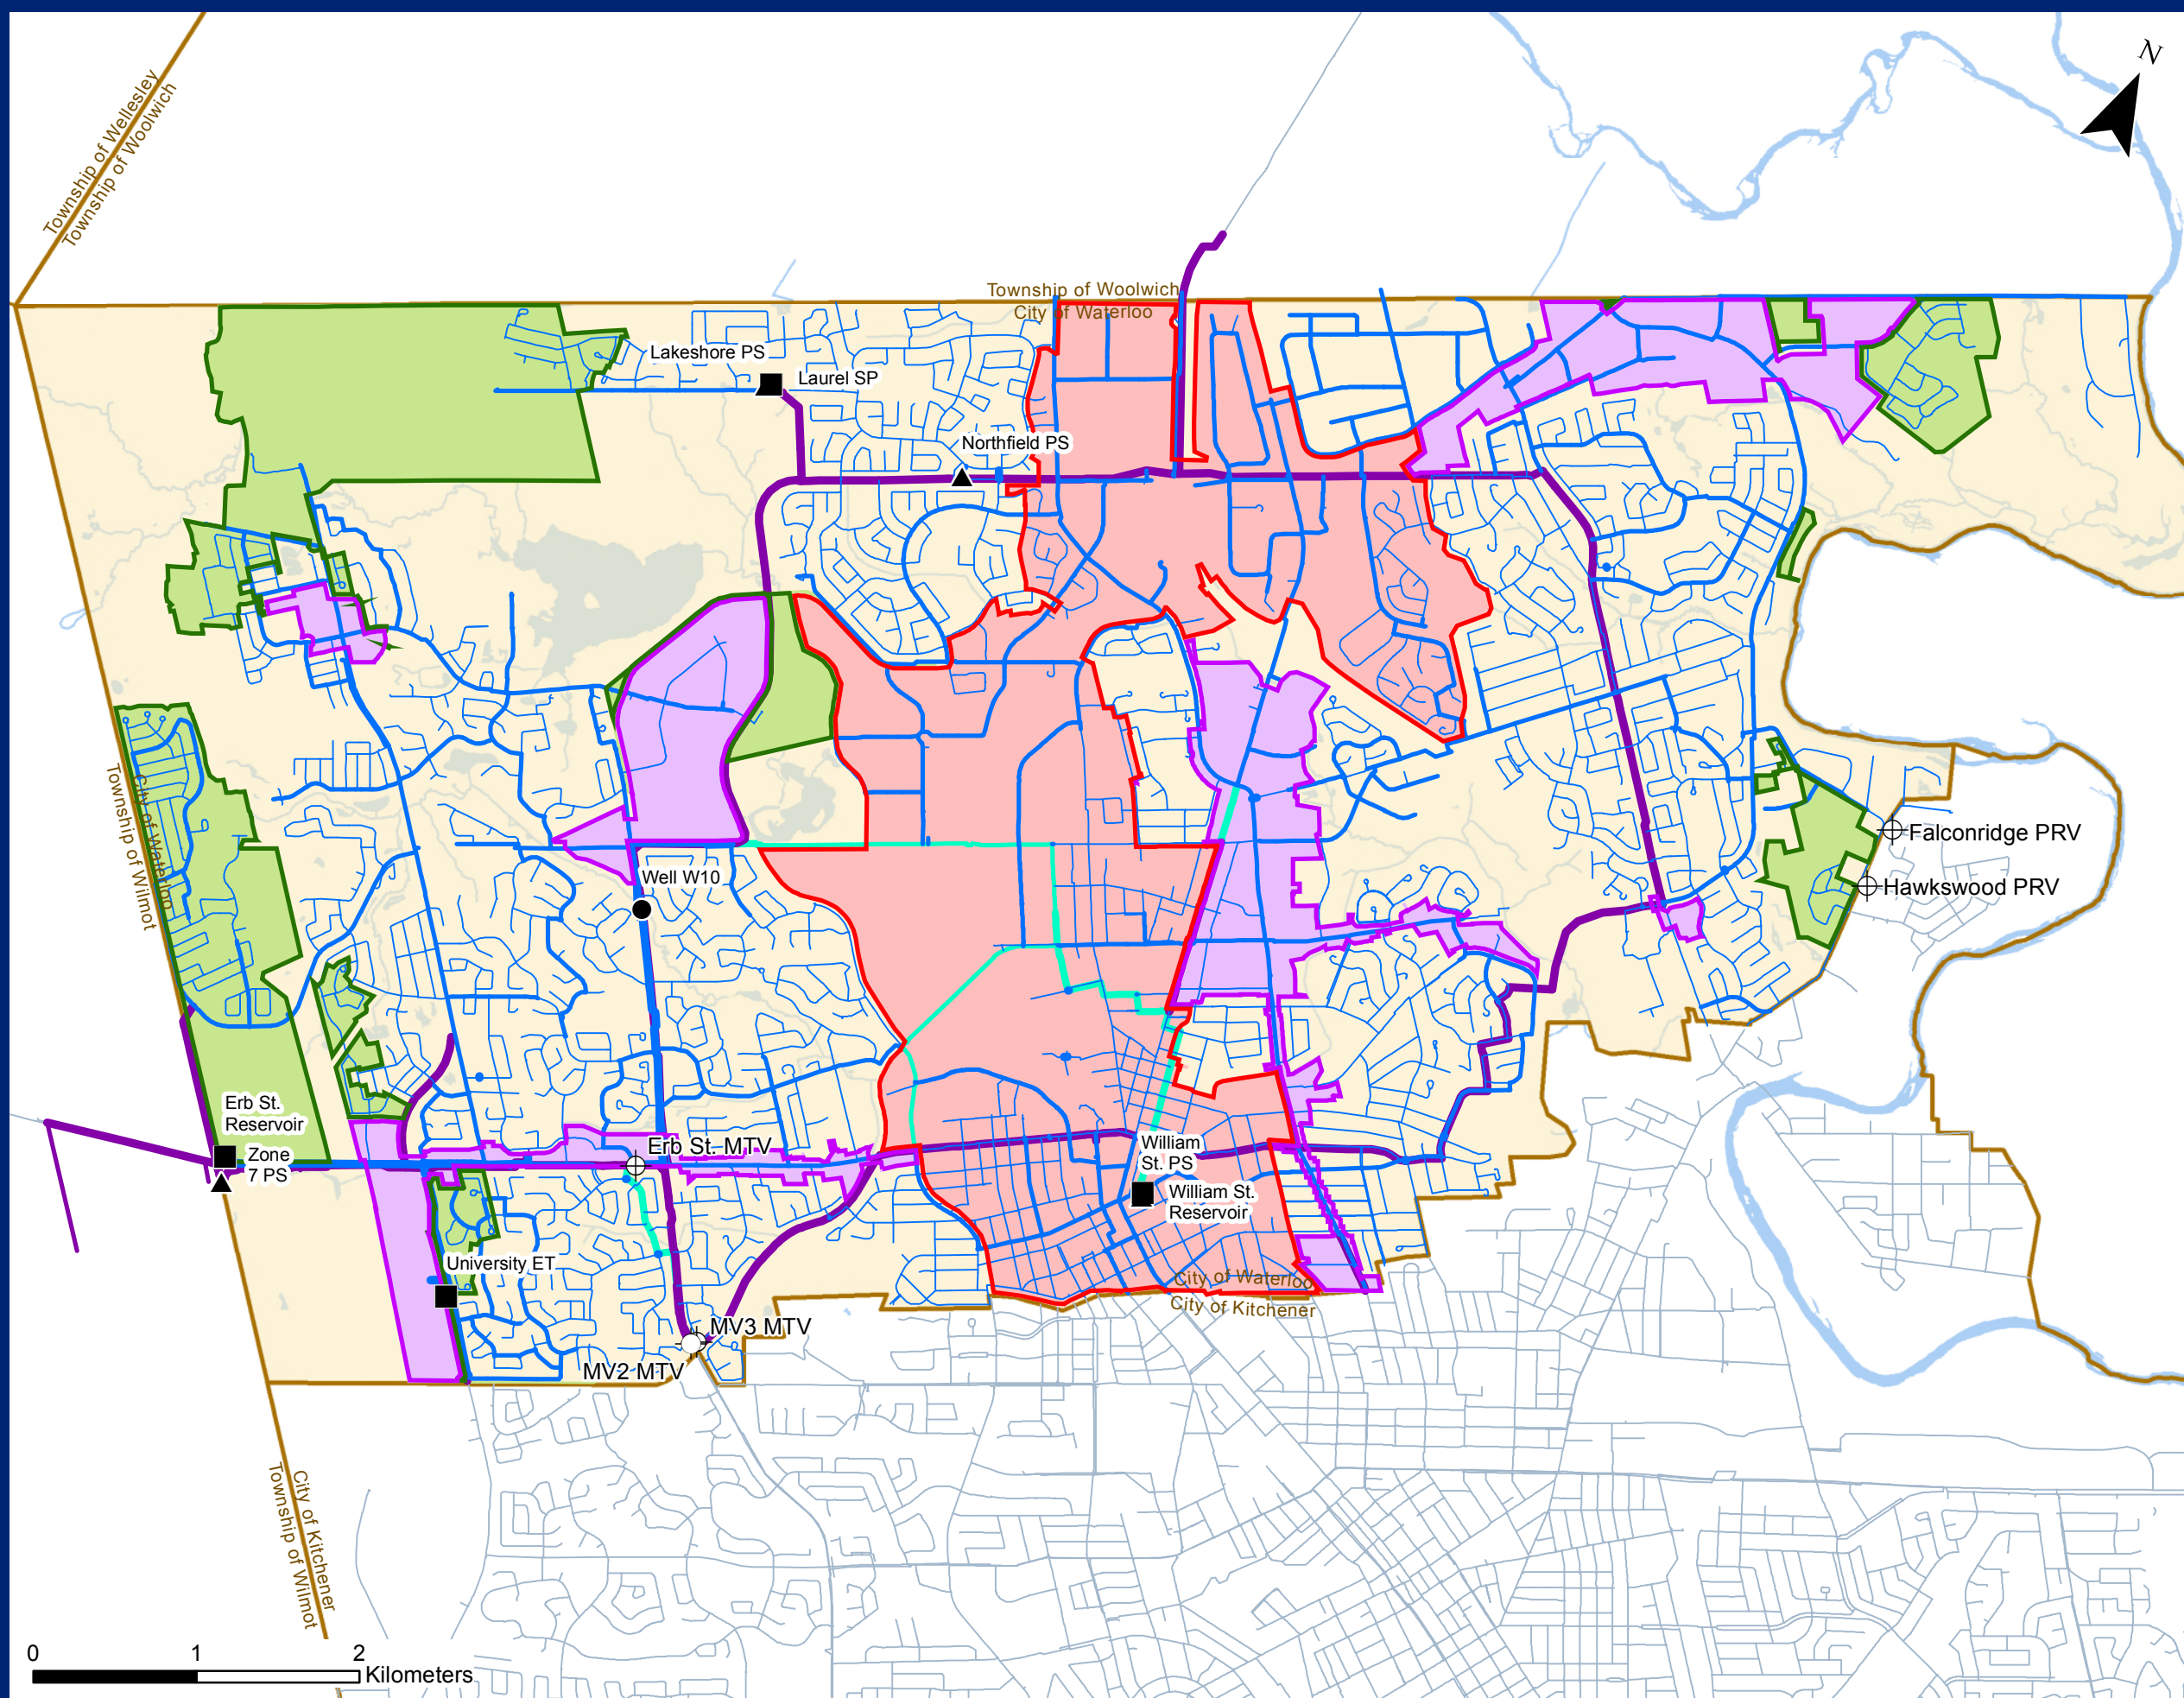 N
Township of Wellesley
Township of Woolwich
Township of Woolwich
City of Waterloo
Lakeshore PS
Laurel SP
Northfield PS
City of Waterloo
Township of Wilmot
Well W10
Falconridge PRV
Hawkswood PRV
Erb St.
Reservoir
Zone
7 PS
Erb St. MTV
William
St. PS
William St.
Reservoir
University ET
City of Waterloo
City of Kitchener
MV3 MTV
MV2 MTV
City of Kitchener
Township of Wilmot
0 1 2
Kilometers